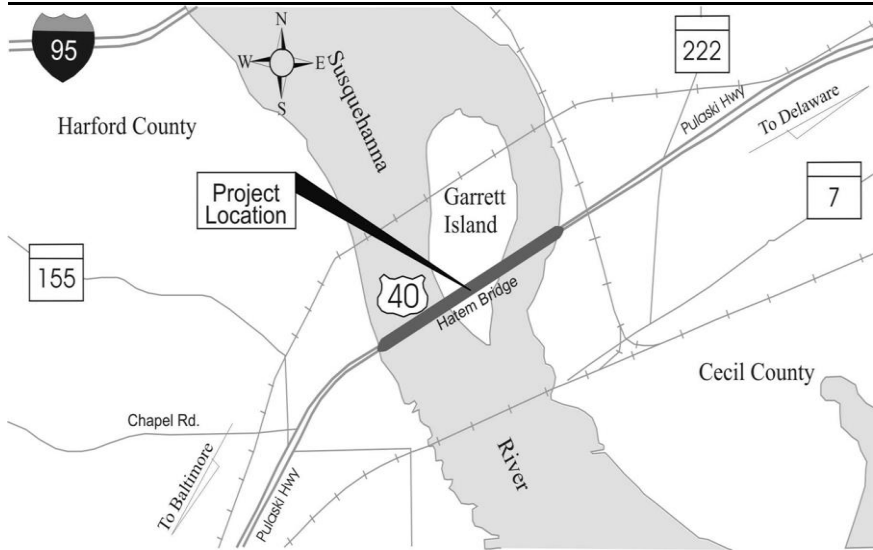 95
N
W
E
S
Susquehanna
222
Pulaski Hwy
To Delaware
Harford County
Project
Location
Garrett
Island
7
155
40
Hatem Bridge
Cecil County
Chapel Rd.
To Baltimore
Pulaski Hwy
River